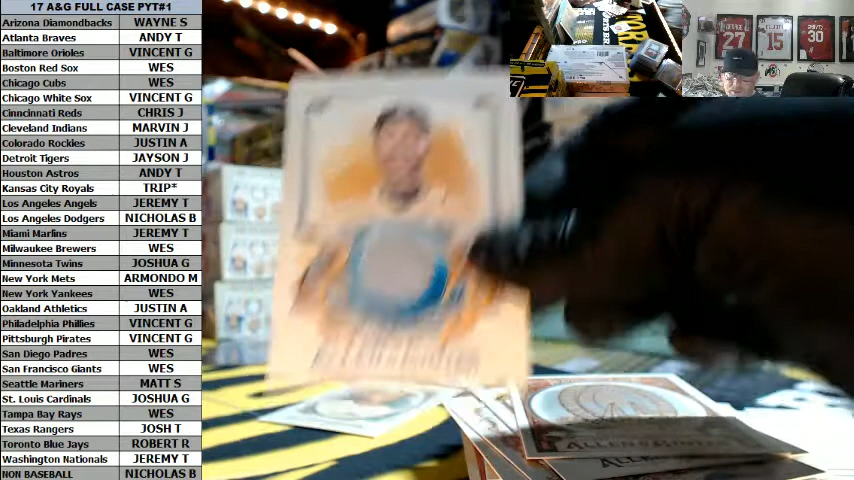 17 A&G FULL CASE PYT#1
Arizona Diamondbacks WAYNE S
Atlanta Braves ANDY T
Baltimore Orioles VINCENT G
Boston Red Sox WES
Chicago Cubs WES
Chicago White Sox VINCENT G
Cinncinati Reds CHRIS J
Cleveland Indians MARVIN J
Colorado Rockies JUSTIN A
Detroit Tigers JAYSON J
Houston Astros ANDY T
Kansas City Royals TRIP*
Los Angeles Angels JEREMY T
Los Angeles Dodgers NICHOLAS B
Miami Marlins JEREMY T
Milwaukee Brewers WES
Minnesota Twins JOSHUA G
New York Mets ARMONDO M
New York Yankees WES
Oakland Athletics JUSTIN A
Philadelphia Phillies VINCENT G
Pittsburgh Pirates VINCENT G
San Diego Padres WES
San Francisco Giants WES
Seattle Mariners MATT S
St. Louis Cardinals JOSHUA G
Tampa Bay Rays WES
Texas Rangers JOSH T
Toronto Blue Jays ROBERT R
Washington Nationals JEREMY T
NON BASEBALL NICHOLAS B
27
15
30